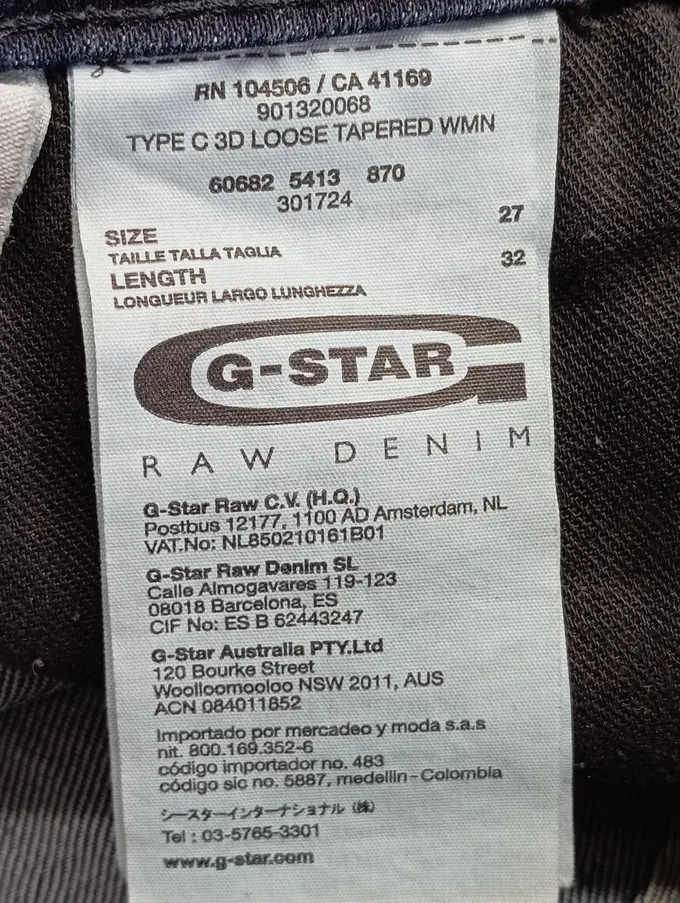 RN 104506 / CA 41169
901320068
TYPE C 3D LOOSE TAPERED WMN
60682 5413 870
301724
SIZE 27
TAILLE TALLA TAGLIA
LENGTH 32
LONGUEUR LARGO LUNGHEZZA
G-STAR
RAW DENIM
G-Star Raw C.V. (H.Q.)
Postbus 12177, 1100 AD Amsterdam, NL
VAT.No: NL850210161B01
G-Star Raw Denim SL
Calle Almogavares 119-123
08018 Barcelona, ES
CIF No: ES B 62443247
G-Star Australia PTY.Ltd
120 Bourke Street
Woolloomooloo NSW 2011, AUS
ACN 084011852
Importado por mercadeo y moda s.a.s
nit. 800.169.352-6
código importador no. 483
código sic no. 5887, medellin - Colombia
シースターインターナショナル (株)
Tel : 03-5765-3301
www.g-star.com